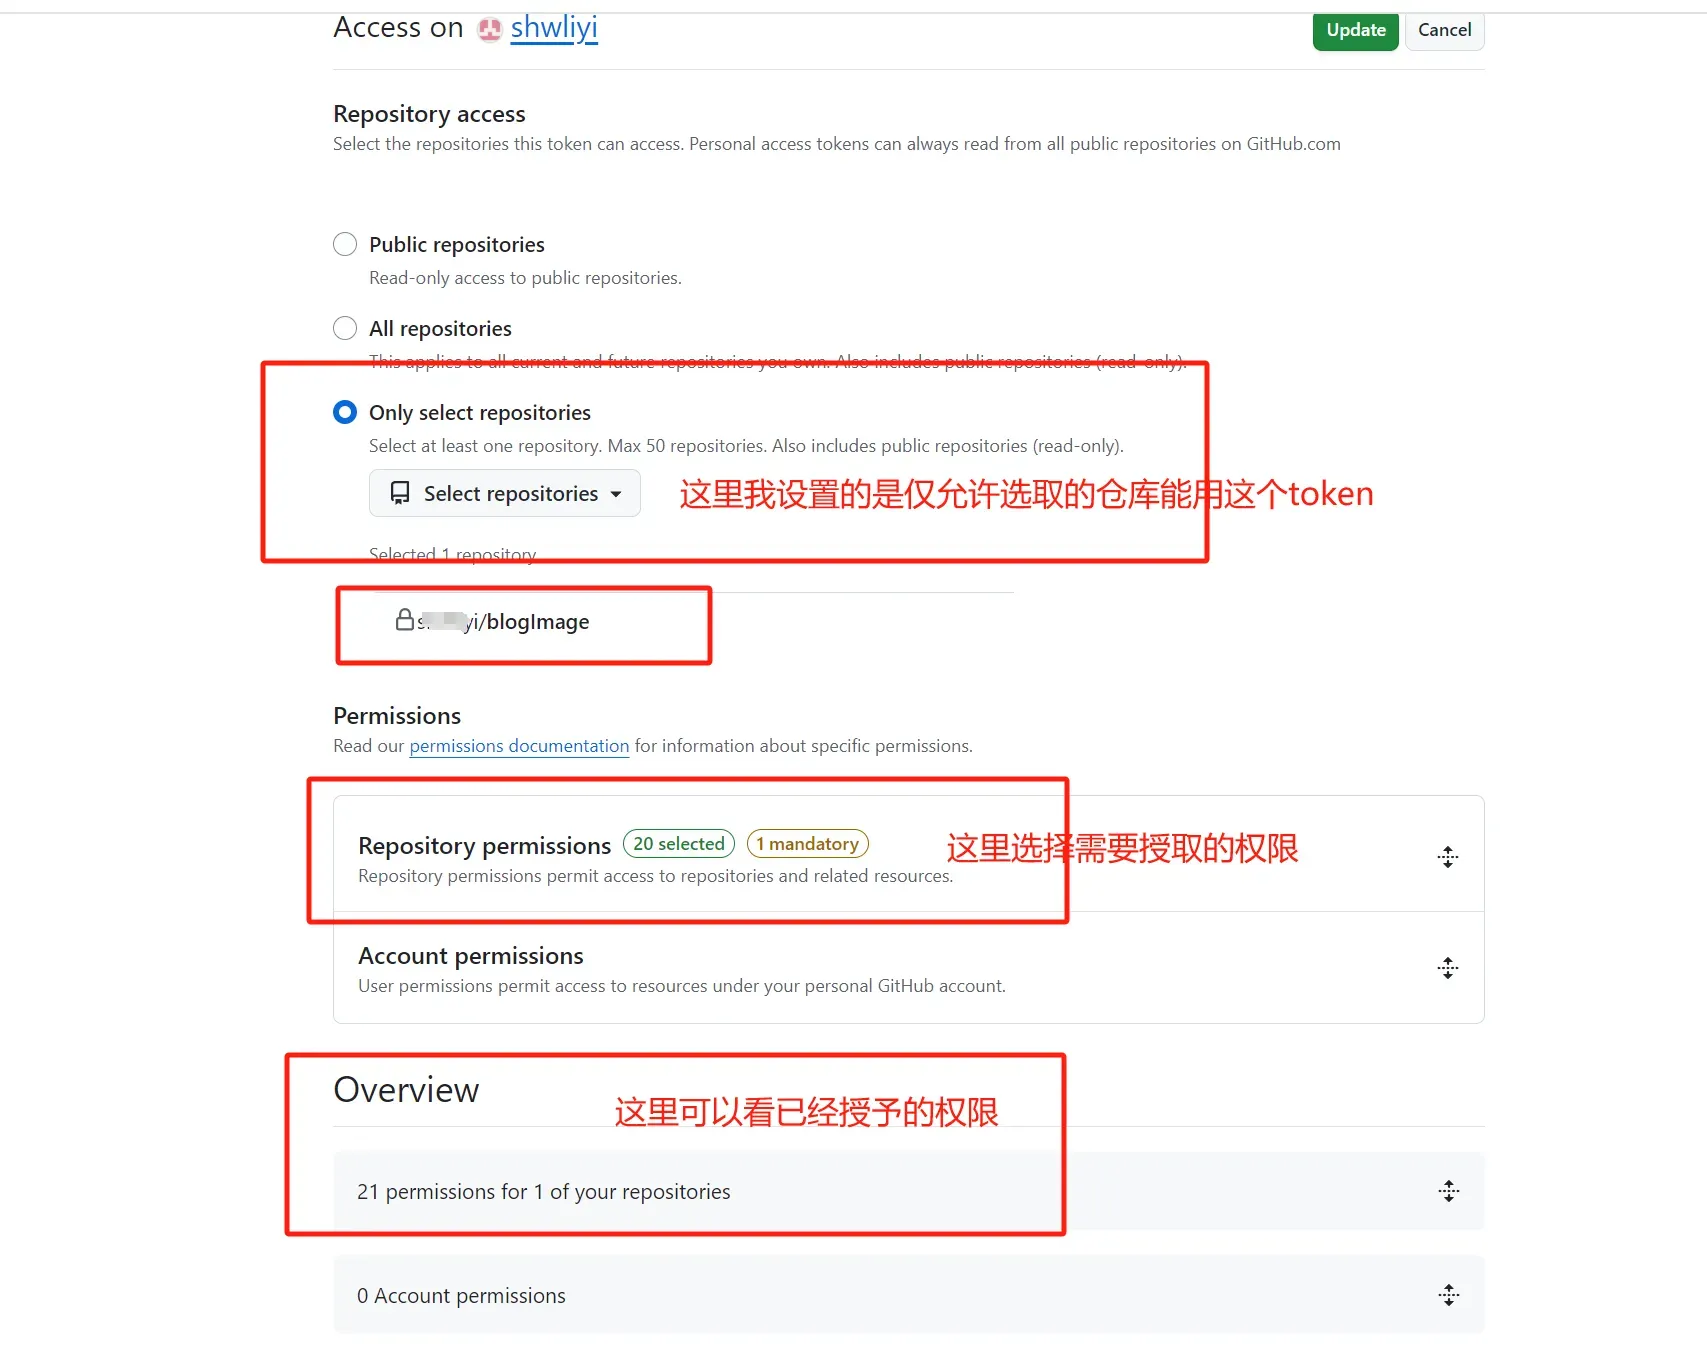 Access on shwliyi
Update
Cancel
Repository access
Select the repositories this token can access. Personal access tokens can always read from all public repositories on GitHub.com
Public repositories
Read-only access to public repositories.
All repositories
This applies to all current and future repositories you own. Also includes public repositories (read-only).
Only select repositories
Select at least one repository. Max 50 repositories. Also includes public repositories (read-only).
Select repositories
这里我设置的是仅允许选取的仓库能用这个token
Selected 1 repository
/blogImage
Permissions
Read our permissions documentation for information about specific permissions.
Repository permissions 20 selected 1 mandatory
这里选择需要授取的权限
Repository permissions permit access to repositories and related resources.
Account permissions
User permissions permit access to resources under your personal GitHub account.
Overview
这里可以看已经授予的权限
21 permissions for 1 of your repositories
0 Account permissions